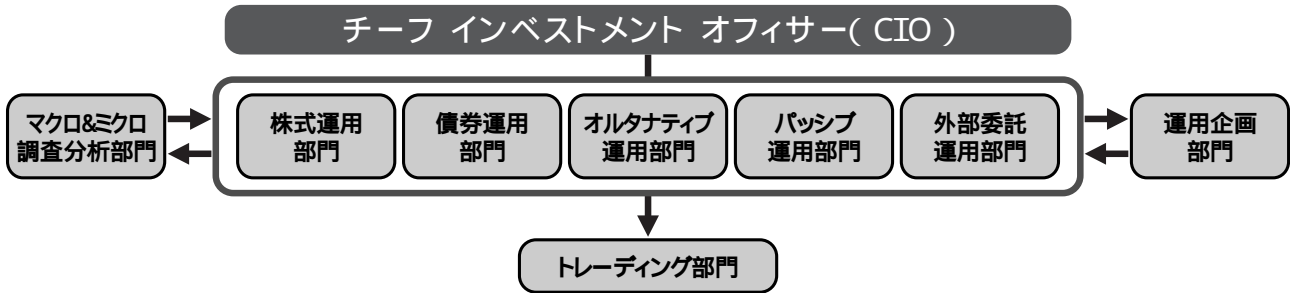 チーフ インベストメント オフィサー( CIO )
マクロ&ミクロ
調査分析部門
株式運用
部門
債券運用
部門
オルタナティブ
運用部門
パッシブ
運用部門
外部委託
運用部門
運用企画
部門
トレーディング部門